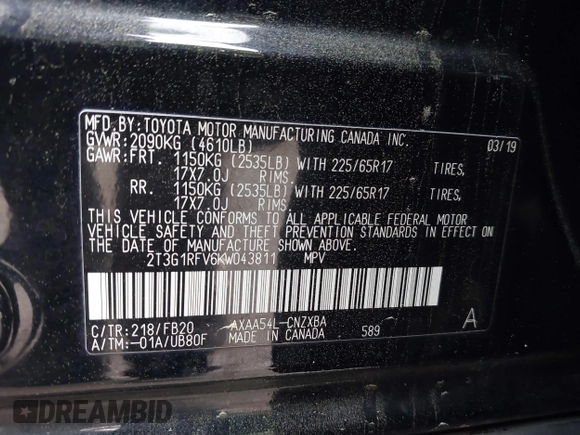 MFD.BY:TOYOTA MOTOR MANUFACTURING CANADA INC.
GVWR:2090KG (4610LB) 03/19
GAWR:FRT. 1150KG (2535LB) WITH 225/65R17 TIRES,
17X7.0J RIMS,
RR. 1150KG (2535LB) WITH 225/65R17 TIRES,
17X7.0J RIMS,
THIS VEHICLE CONFORMS TO ALL APPLICABLE FEDERAL MOTOR
VEHICLE SAFETY AND THEFT PREVENTION STANDARDS IN EFFECT
ON THE DATE OF MANUFACTURE SHOWN ABOVE.
2T3G1RFV6KW043811 MPV
C/TR:218/FB20 AXAA54L-CNZXBA A
A/TM:-01A/UB80F MADE IN CANADA 589
DREAMBID